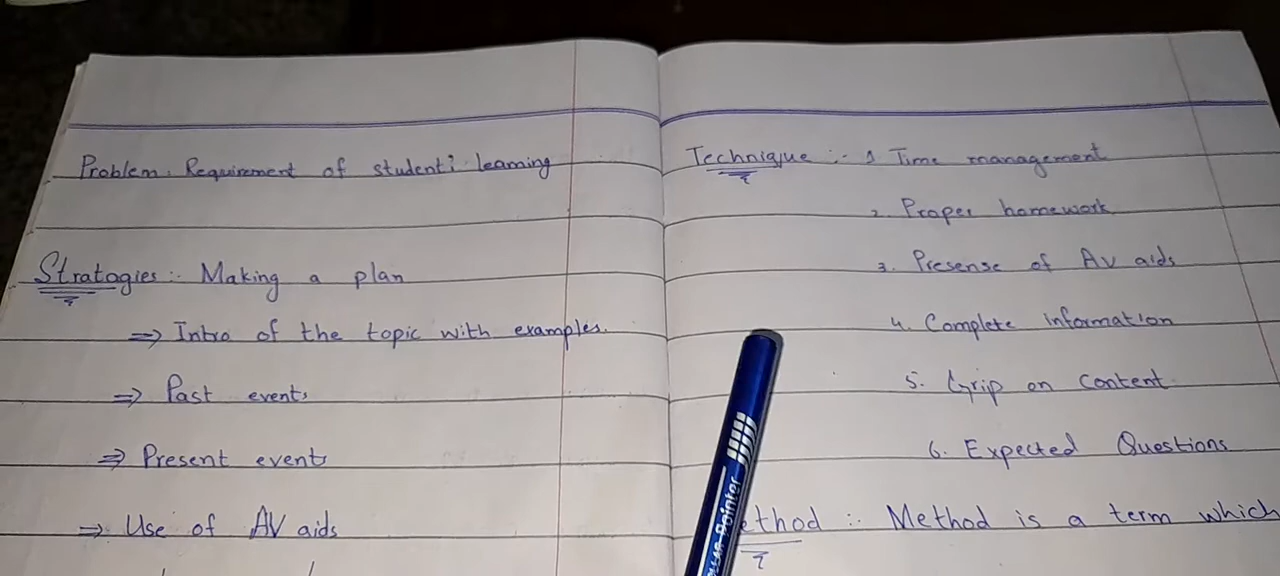 Problem. Requirement of student: learning
Stratagies :- Making a plan
⇒ Intro of the topic with examples.
⇒ Past events
⇒ Present events
⇒ Use of AV aids
Technique :- 1 Time management
2. Proper homework
3. Presense of AV aids
4. Complete information
5. Grip on content
6. Expected Questions
ethod :- Method is a term which
Pointer